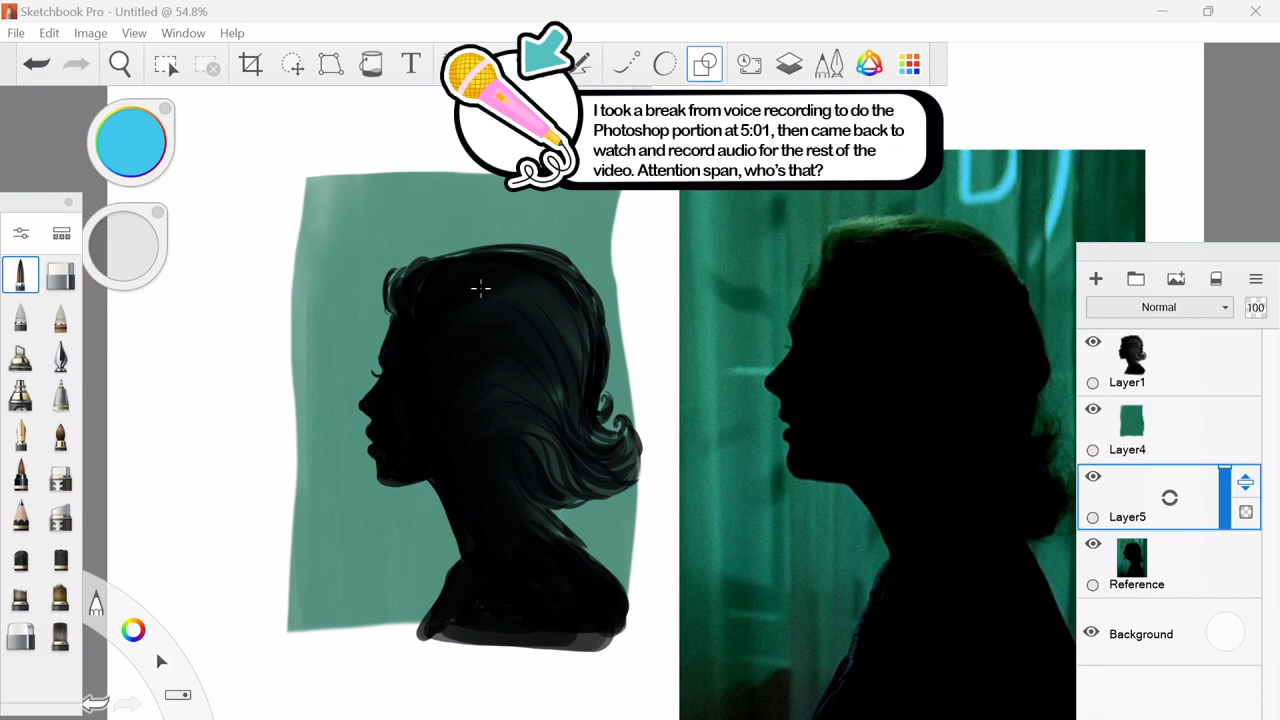 Sketchbook Pro - Untitled @ 54.8%
File Edit Image View Window Help
T
I took a break from voice recording to do the
Photoshop portion at 5:01, then came back to
watch and record audio for the rest of the
video. Attention span, who's that?
Normal 100
Layer1
Layer4
Layer5
Reference
Background